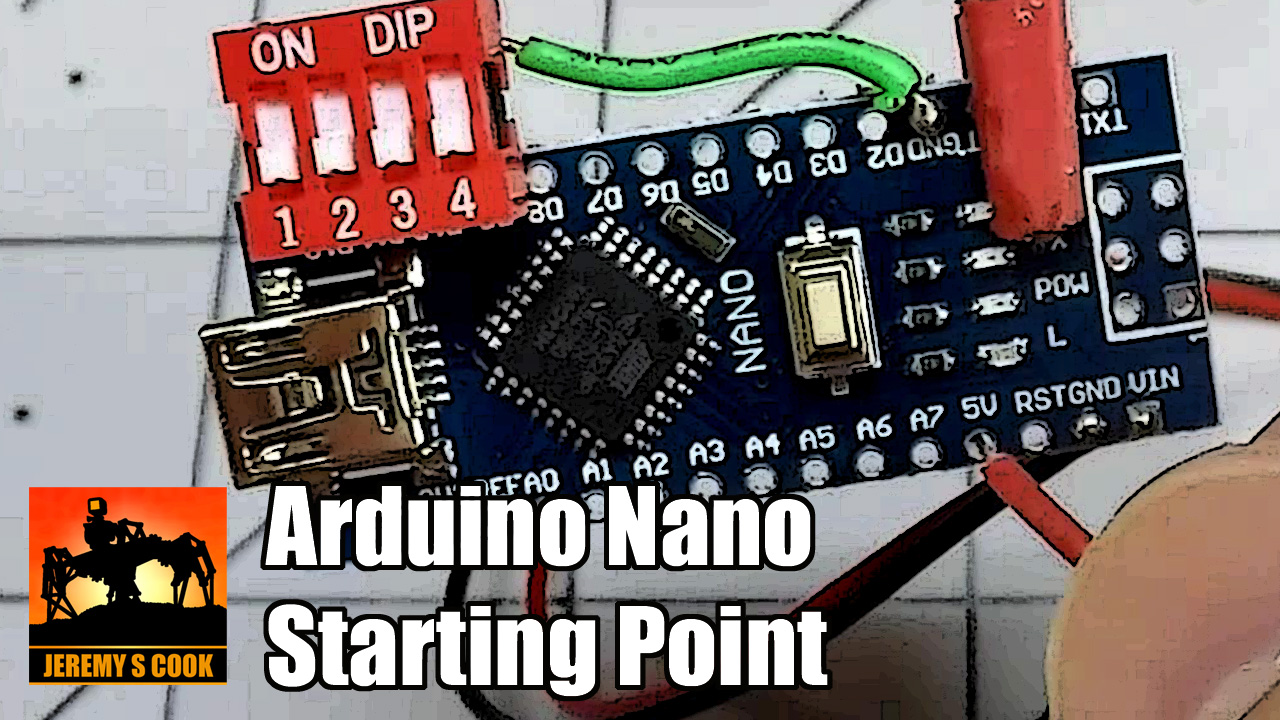 ON DIP
1 2 3 4
TX1
D8 D7 D6 D5 D4 D3 D2 GND
NANO
POW
L
A1 A2 A3 A4 A5 A6 A7 5V RST GND VIN
Arduino Nano
Starting Point
JEREMY S COOK